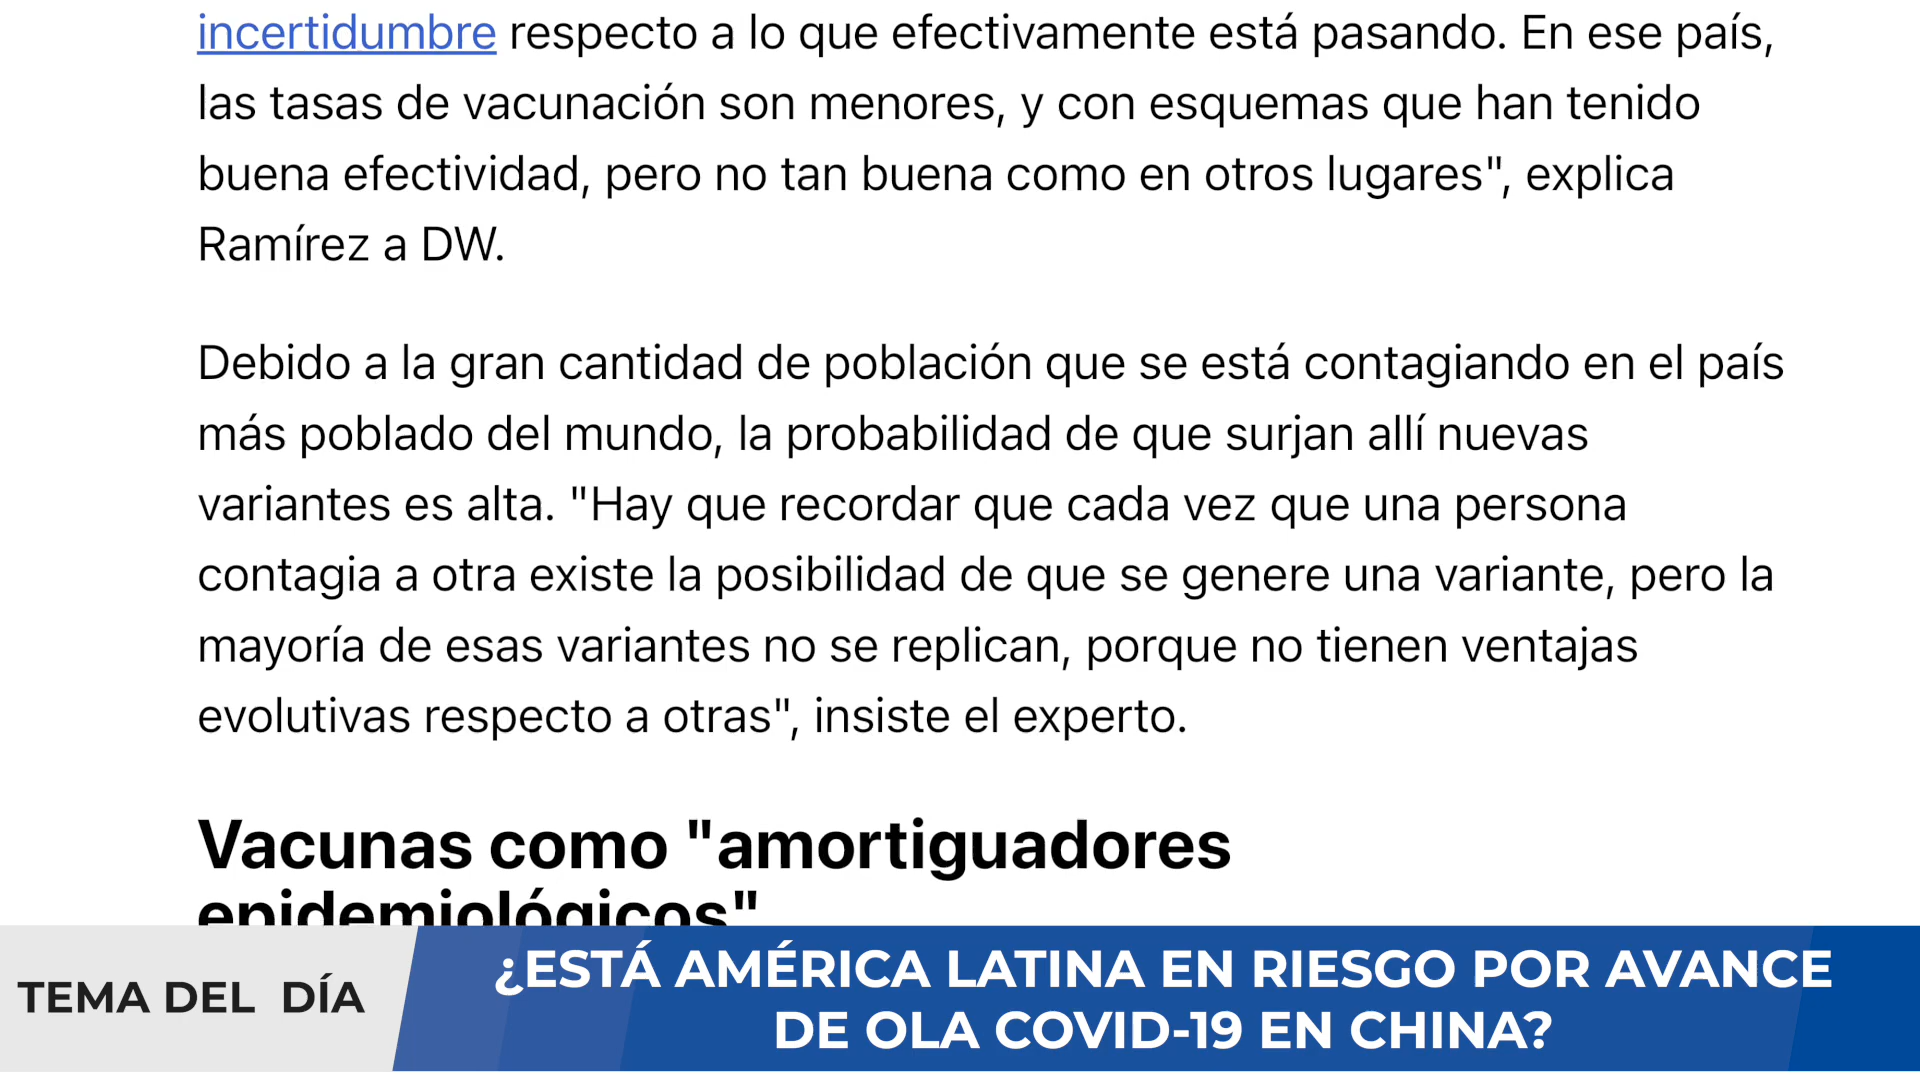 incertidumbre respecto a lo que efectivamente está pasando. En ese país,
las tasas de vacunación son menores, y con esquemas que han tenido
buena efectividad, pero no tan buena como en otros lugares", explica
Ramírez a DW.
Debido a la gran cantidad de población que se está contagiando en el país
más poblado del mundo, la probabilidad de que surjan allí nuevas
variantes es alta. "Hay que recordar que cada vez que una persona
contagia a otra existe la posibilidad de que se genere una variante, pero la
mayoría de esas variantes no se replican, porque no tienen ventajas
evolutivas respecto a otras", insiste el experto.
Vacunas como "amortiguadores
epidemiológicos"
TEMA DEL DÍA
¿ESTÁ AMÉRICA LATINA EN RIESGO POR AVANCE
DE OLA COVID-19 EN CHINA?